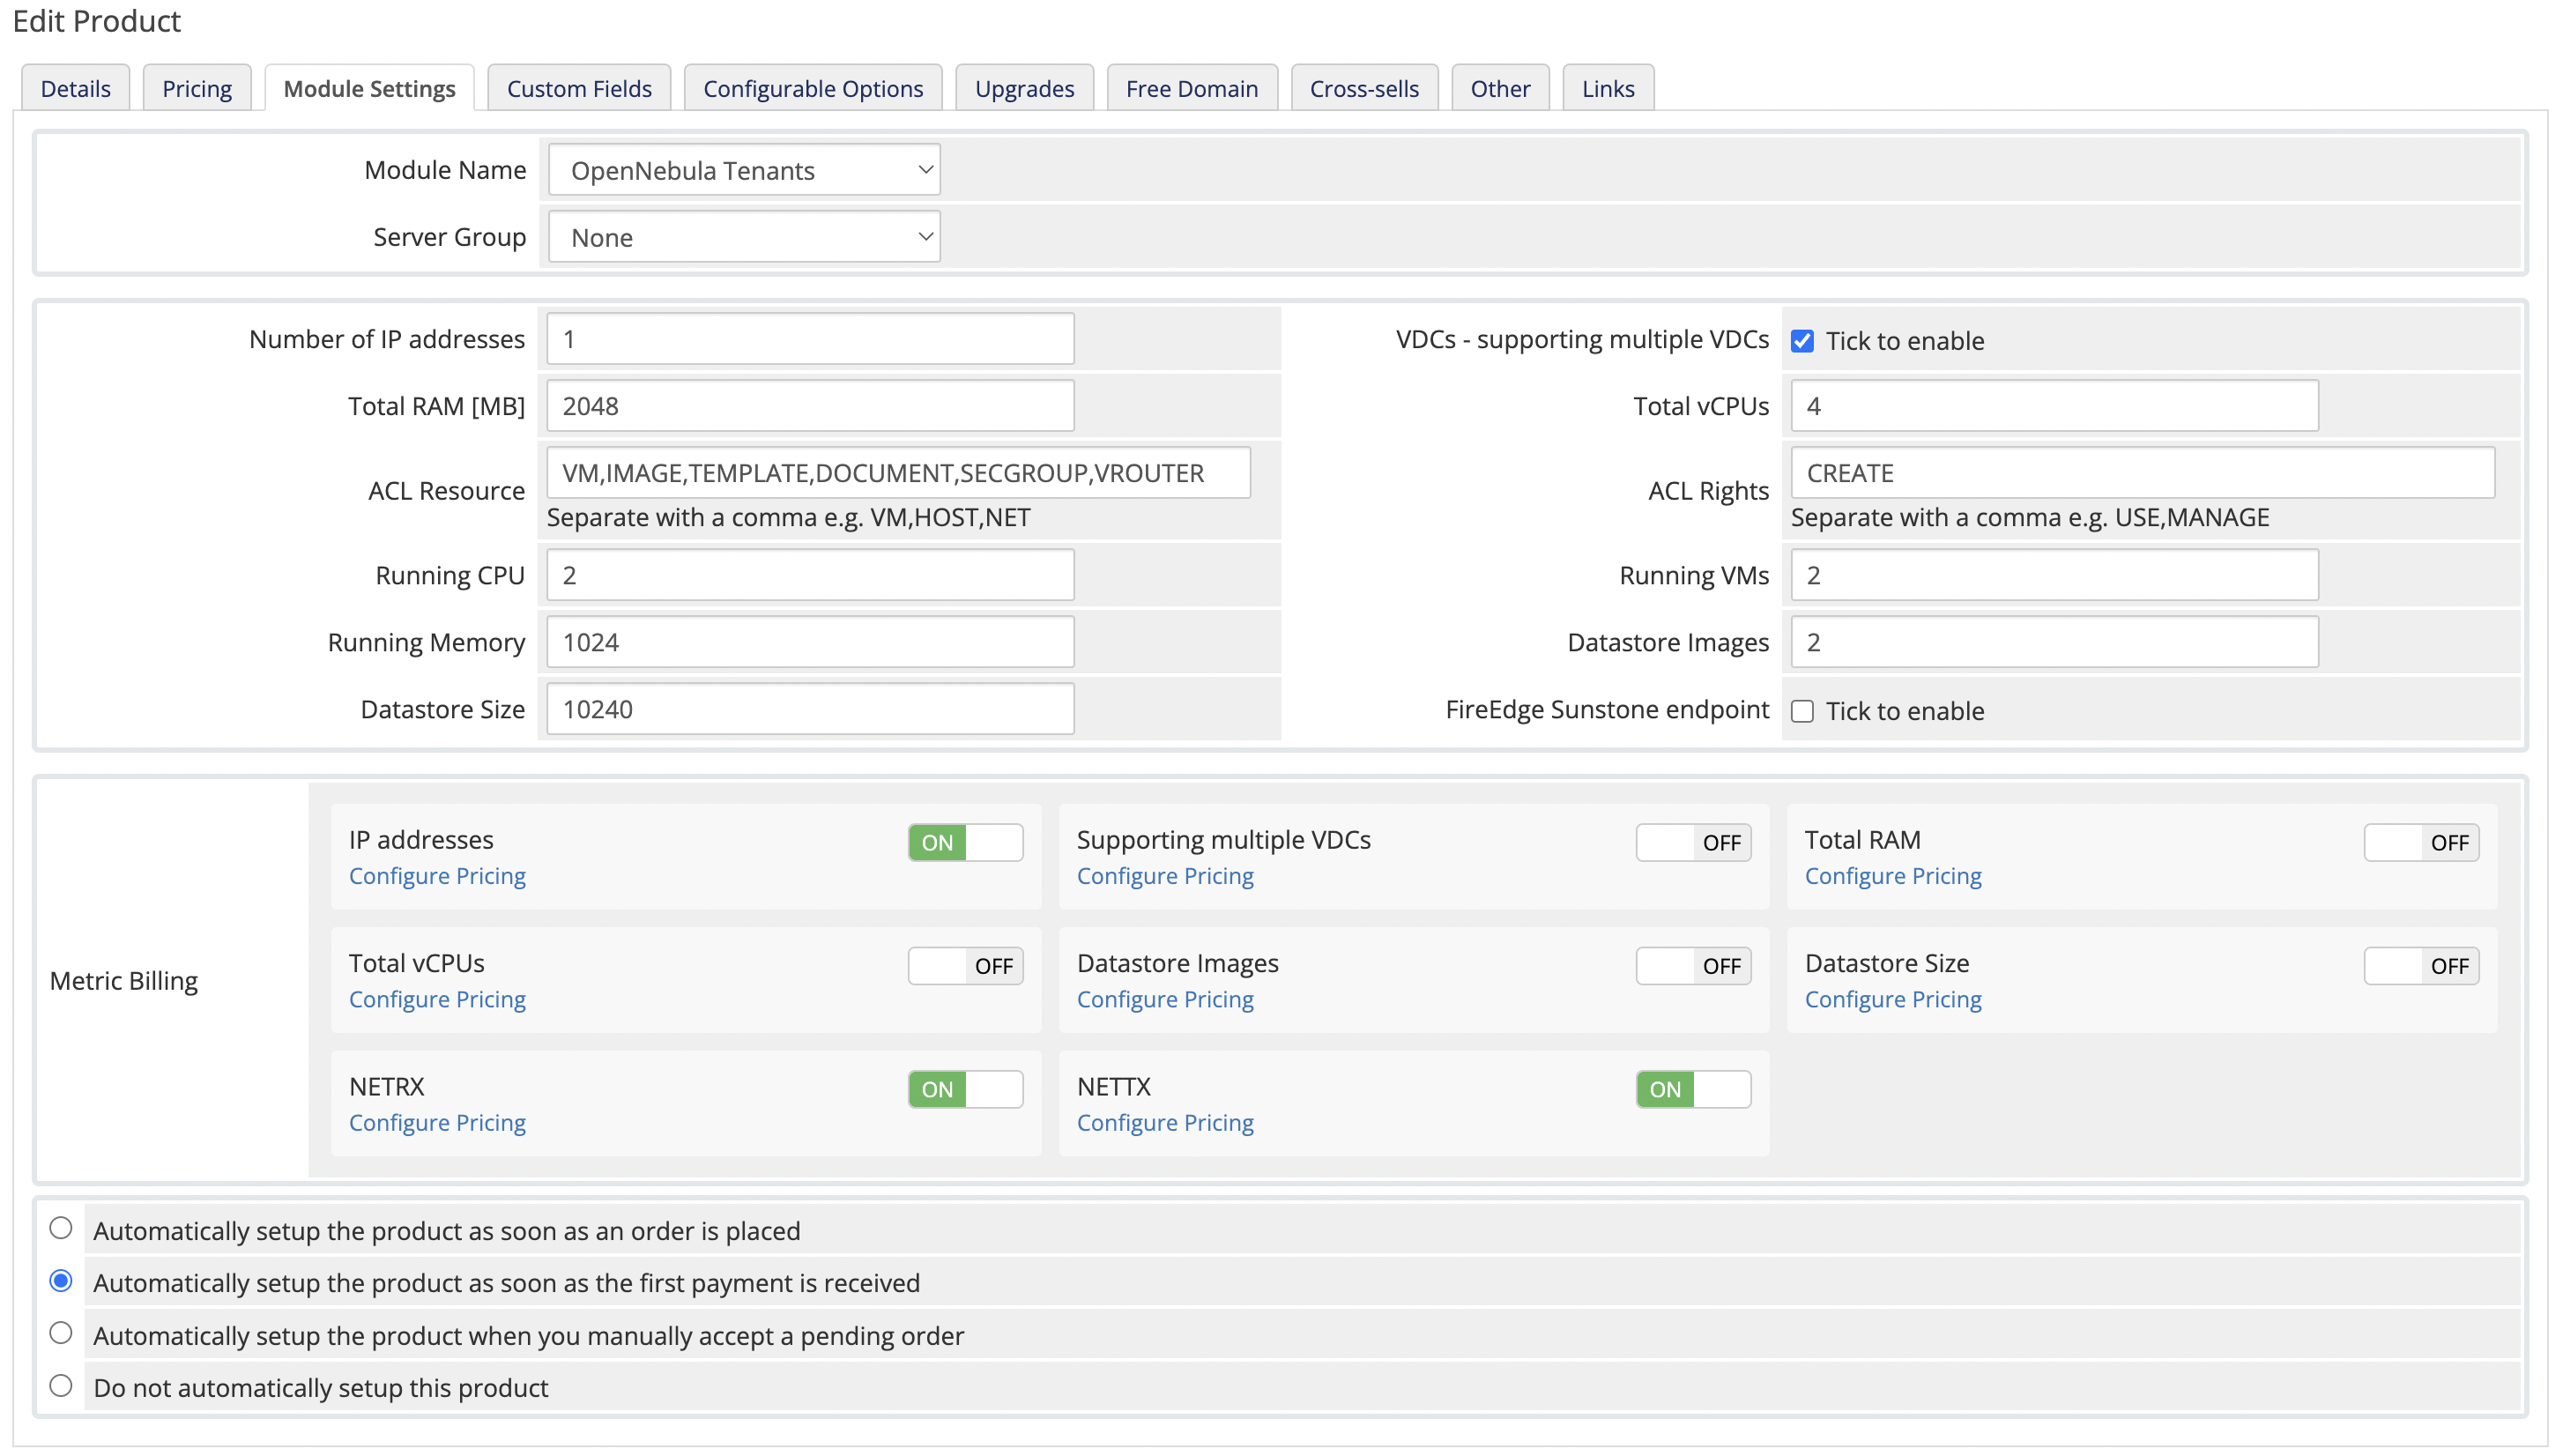 Edit Product
Details Pricing Module Settings Custom Fields Configurable Options Upgrades Free Domain Cross-sells Other Links
Module Name OpenNebula Tenants
Server Group None
Number of IP addresses 1 VDCs - supporting multiple VDCs Tick to enable
Total RAM [MB] 2048 Total vCPUs 4
ACL Resource VM,IMAGE,TEMPLATE,DOCUMENT,SECGROUP,VROUTER ACL Rights CREATE
Separate with a comma e.g. VM,HOST,NET Separate with a comma e.g. USE,MANAGE
Running CPU 2 Running VMs 2
Running Memory 1024 Datastore Images 2
Datastore Size 10240 FireEdge Sunstone endpoint Tick to enable
Metric Billing
IP addresses ON Supporting multiple VDCs OFF Total RAM OFF
Configure Pricing Configure Pricing Configure Pricing
Total vCPUs OFF Datastore Images OFF Datastore Size OFF
Configure Pricing Configure Pricing Configure Pricing
NETRX ON NETTX ON
Configure Pricing Configure Pricing
Automatically setup the product as soon as an order is placed
Automatically setup the product as soon as the first payment is received
Automatically setup the product when you manually accept a pending order
Do not automatically setup this product